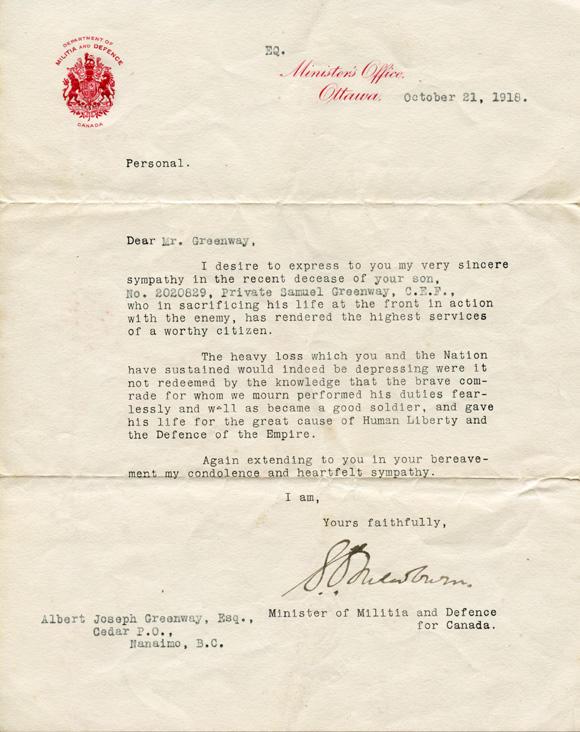 DEPARTMENT OF
MILITIA AND DEFENCE
CANADA
EQ.
Minister's Office,
Ottawa, October 21, 1918.
Personal.
Dear Mr. Greenway,
I desire to express to you my very sincere
sympathy in the recent decease of your son,
No. 2020829, Private Samuel Greenway, C.E.F.,
who in sacrificing his life at the front in action
with the enemy, has rendered the highest services
of a worthy citizen.
The heavy loss which you and the Nation
have sustained would indeed be depressing were it
not redeemed by the knowledge that the brave com-
rade for whom we mourn performed his duties fear-
lessly and well as became a good soldier, and gave
his life for the great cause of Human Liberty and
the Defence of the Empire.
Again extending to you in your bereave-
ment my condolence and heartfelt sympathy.
I am,
Yours faithfully,
S.C. Mewburn.
Minister of Militia and Defence
for Canada.
Albert Joseph Greenway, Esq.,
Cedar P.O.,
Nanaimo, B.C.